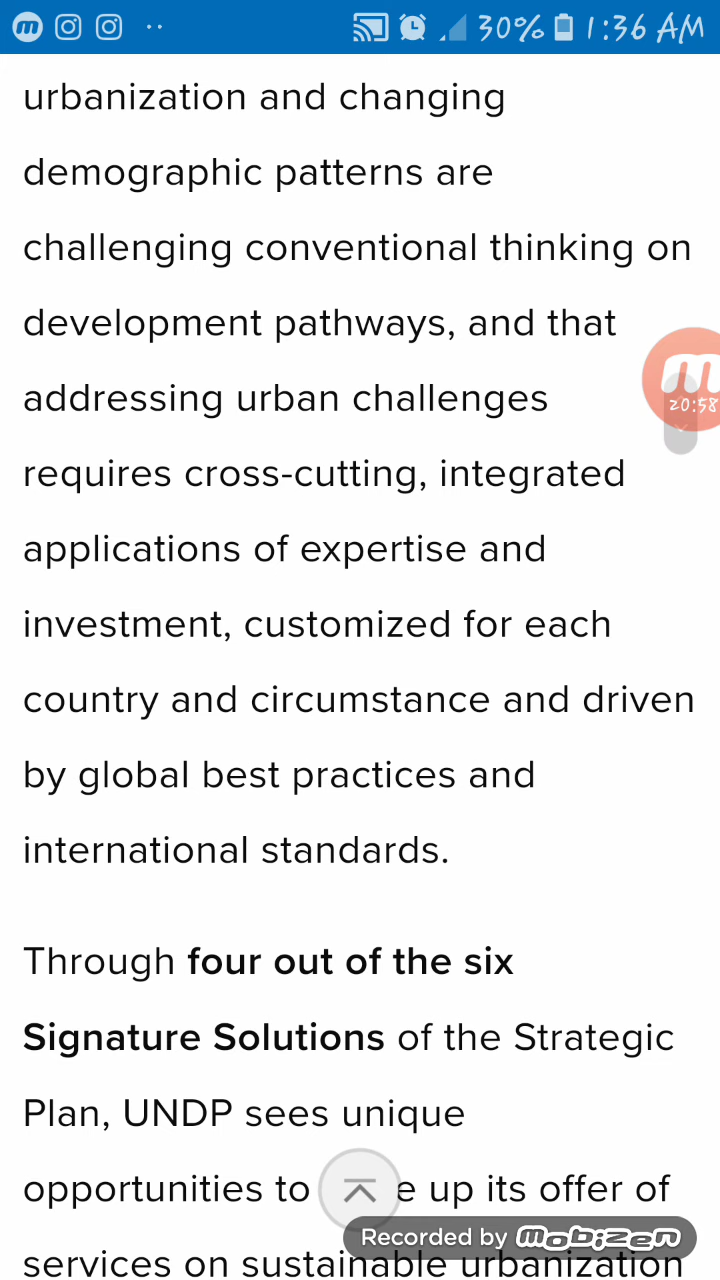 30% 1:36 AM
urbanization and changing
demographic patterns are
challenging conventional thinking on
development pathways, and that
addressing urban challenges
20:58
requires cross-cutting, integrated
applications of expertise and
investment, customized for each
country and circumstance and driven
by global best practices and
international standards.
Through four out of the six
Signature Solutions of the Strategic
Plan, UNDP sees unique
opportunities to e up its offer of
Recorded by mobizen
services on sustainable urbanization